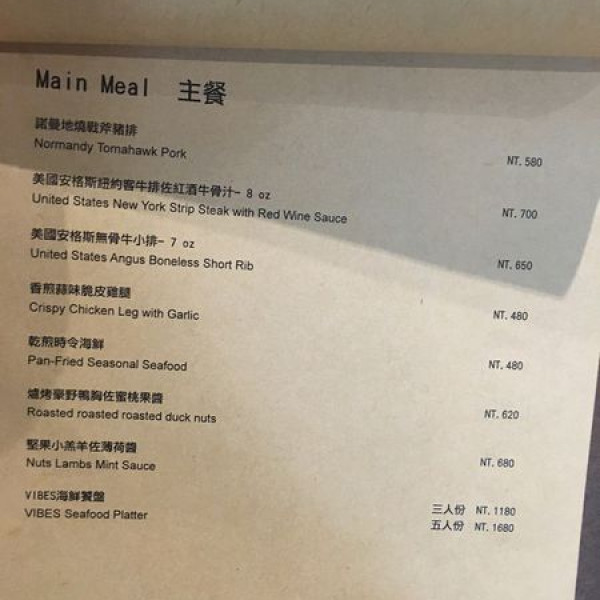 Main Meal 主餐
諾曼地燒戰斧豬排
Normandy Tomahawk Pork NT. 580
美國安格斯紐約客牛排佐紅酒牛骨汁- 8 oz
United States New York Strip Steak with Red Wine Sauce NT. 700
美國安格斯無骨牛小排- 7 oz
United States Angus Boneless Short Rib NT. 650
香煎蒜味脆皮雞腿
Crispy Chicken Leg with Garlic NT. 480
乾煎時令海鮮
Pan-Fried Seasonal Seafood NT. 480
爐烤豪野鴨胸佐蜜桃果醬
Roasted roasted roasted duck nuts NT. 620
堅果小羔羊佐薄荷醬
Nuts Lambs Mint Sauce NT. 680
VIBES海鮮饕盤
VIBES Seafood Platter
三人份 NT. 1180
五人份 NT. 1680